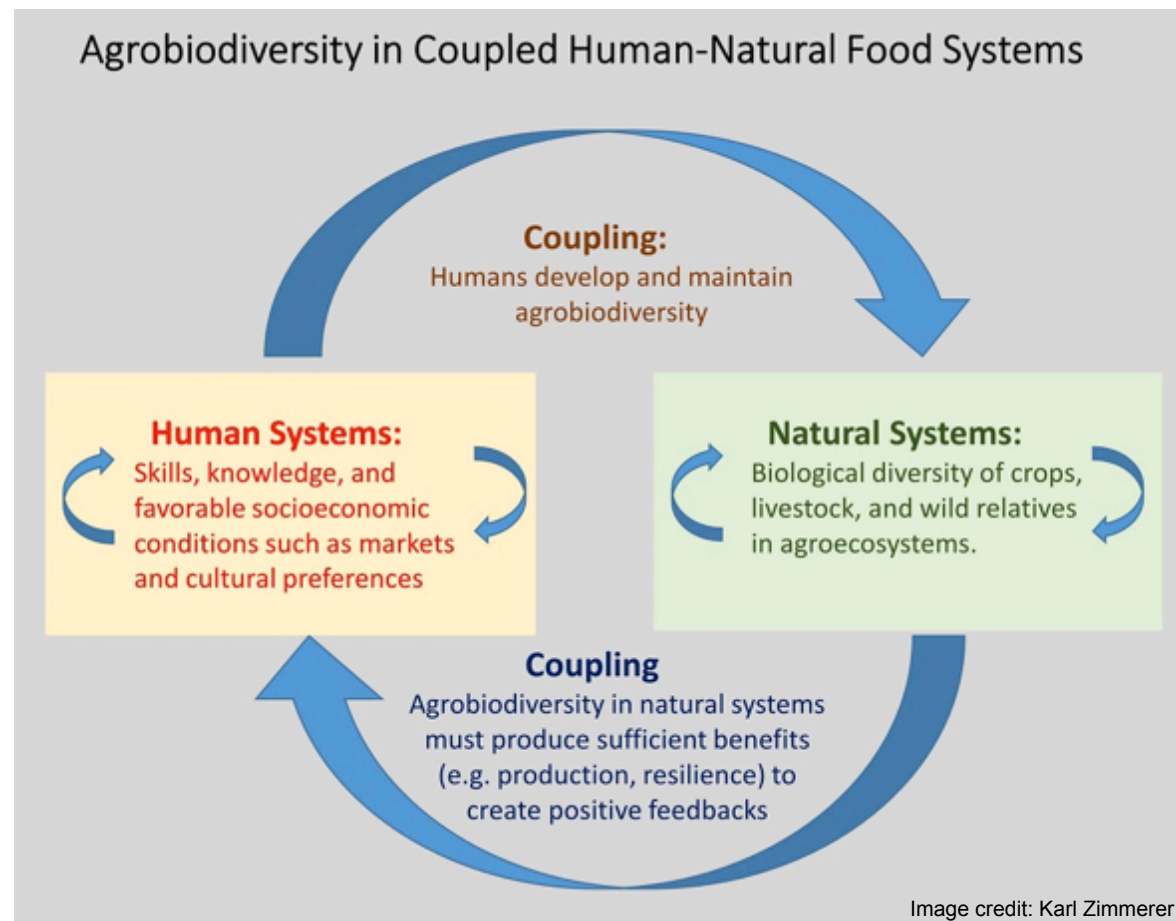 Agrobiodiversity in Coupled Human-Natural Food Systems
Coupling:
Humans develop and maintain
agrobiodiversity
Human Systems:
Skills, knowledge, and
favorable socioeconomic
conditions such as markets
and cultural preferences
Natural Systems:
Biological diversity of crops,
livestock, and wild relatives
in agroecosystems.
Coupling
Agrobiodiversity in natural systems
must produce sufficient benefits
(e.g. production, resilience) to
create positive feedbacks
Image credit: Karl Zimmerer